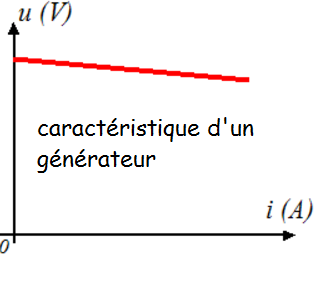 u (V)
caractéristique d'un
générateur
i (A)
0